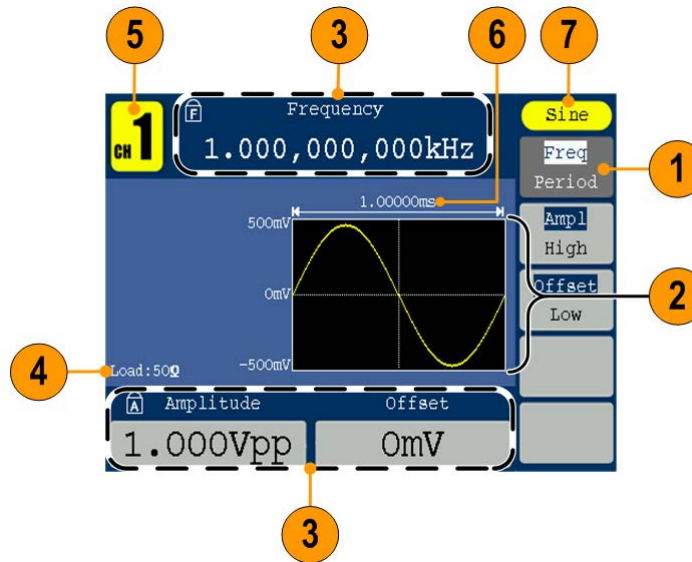 5
3
6
7
CH 1
F
Frequency
1.000,000,000kHz
Sine
Freq
Period
1
1.00000ms
500mV
0mV
-500mV
Ampl
High
Offset
Low
2
4
Load:50Ω
A
Amplitude
Offset
1.000Vpp
0mV
3